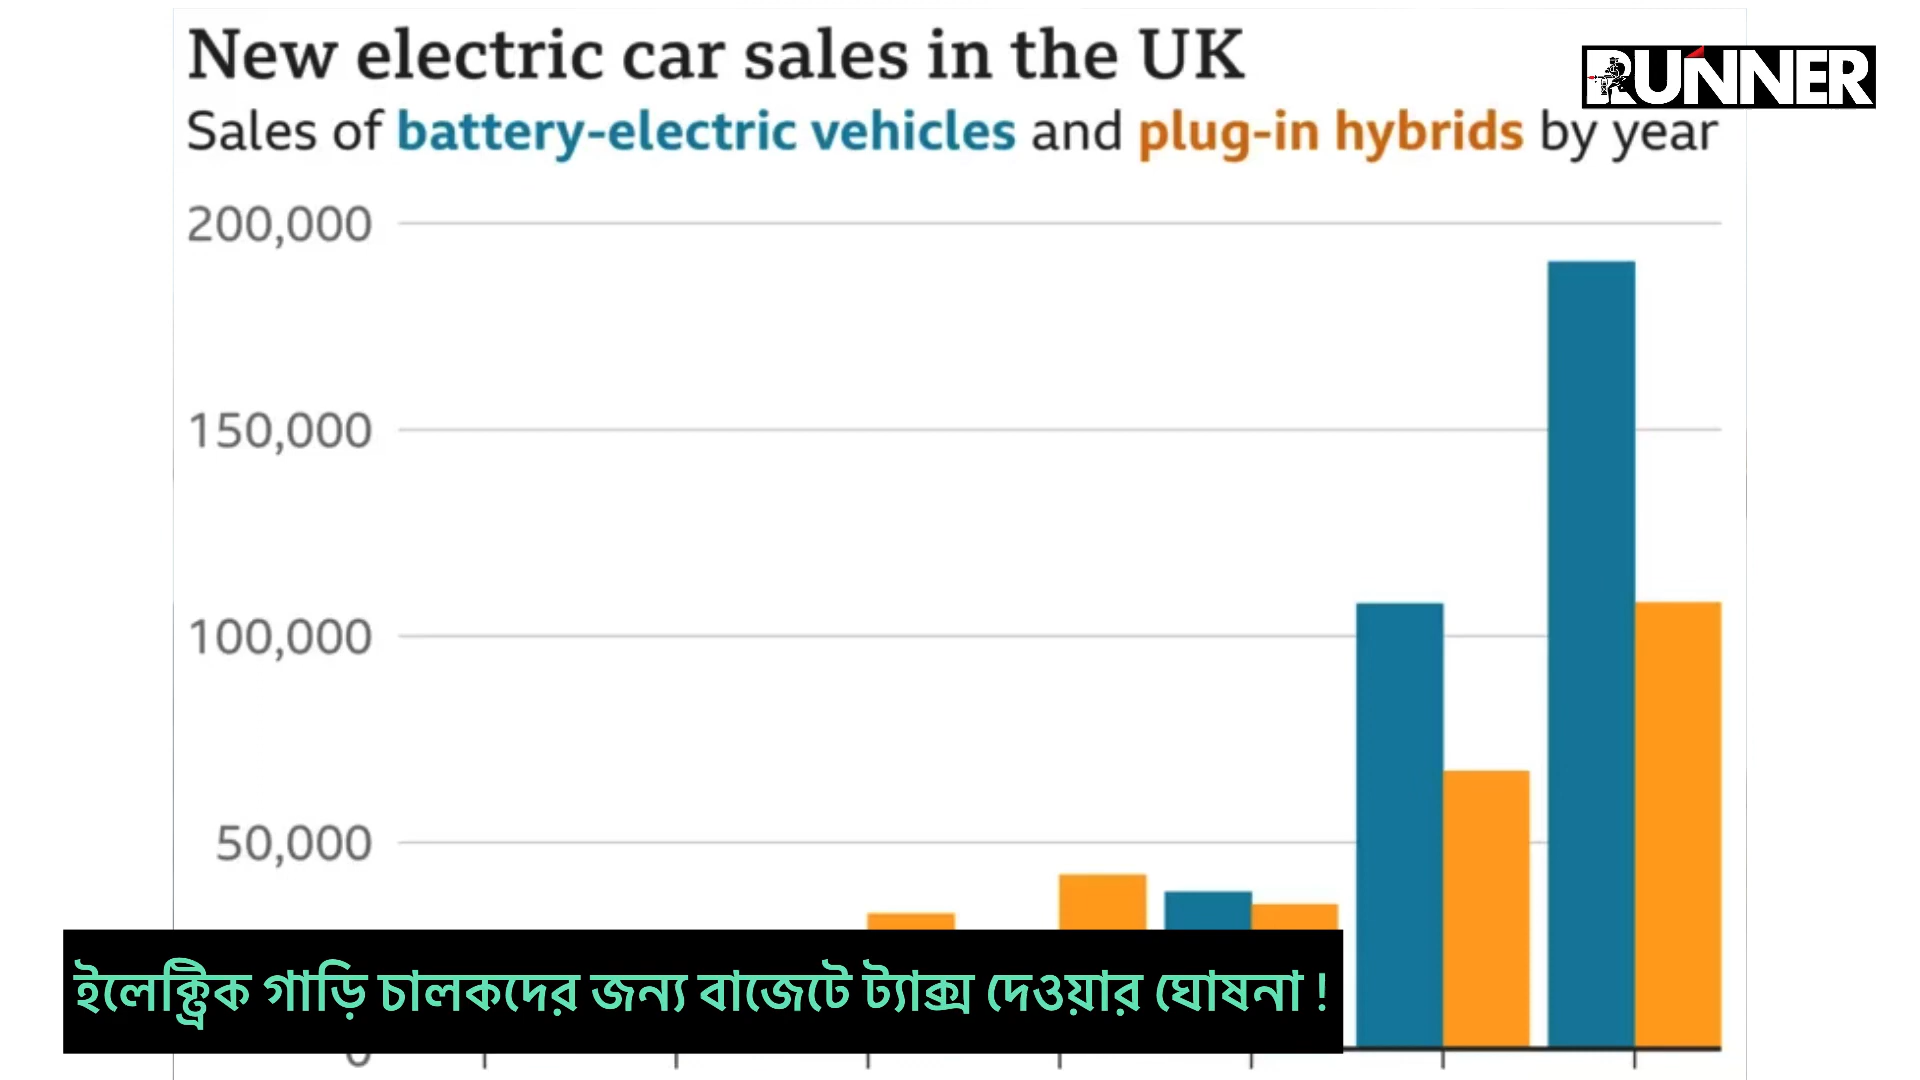 New electric car sales in the UK
RUNNER
Sales of battery-electric vehicles and plug-in hybrids by year
200,000
150,000
100,000
50,000
ইলেক্ট্রিক গাড়ি চালকদের জন্য বাজেটে ট্যাক্স দেওয়ার ঘোষনা !
0